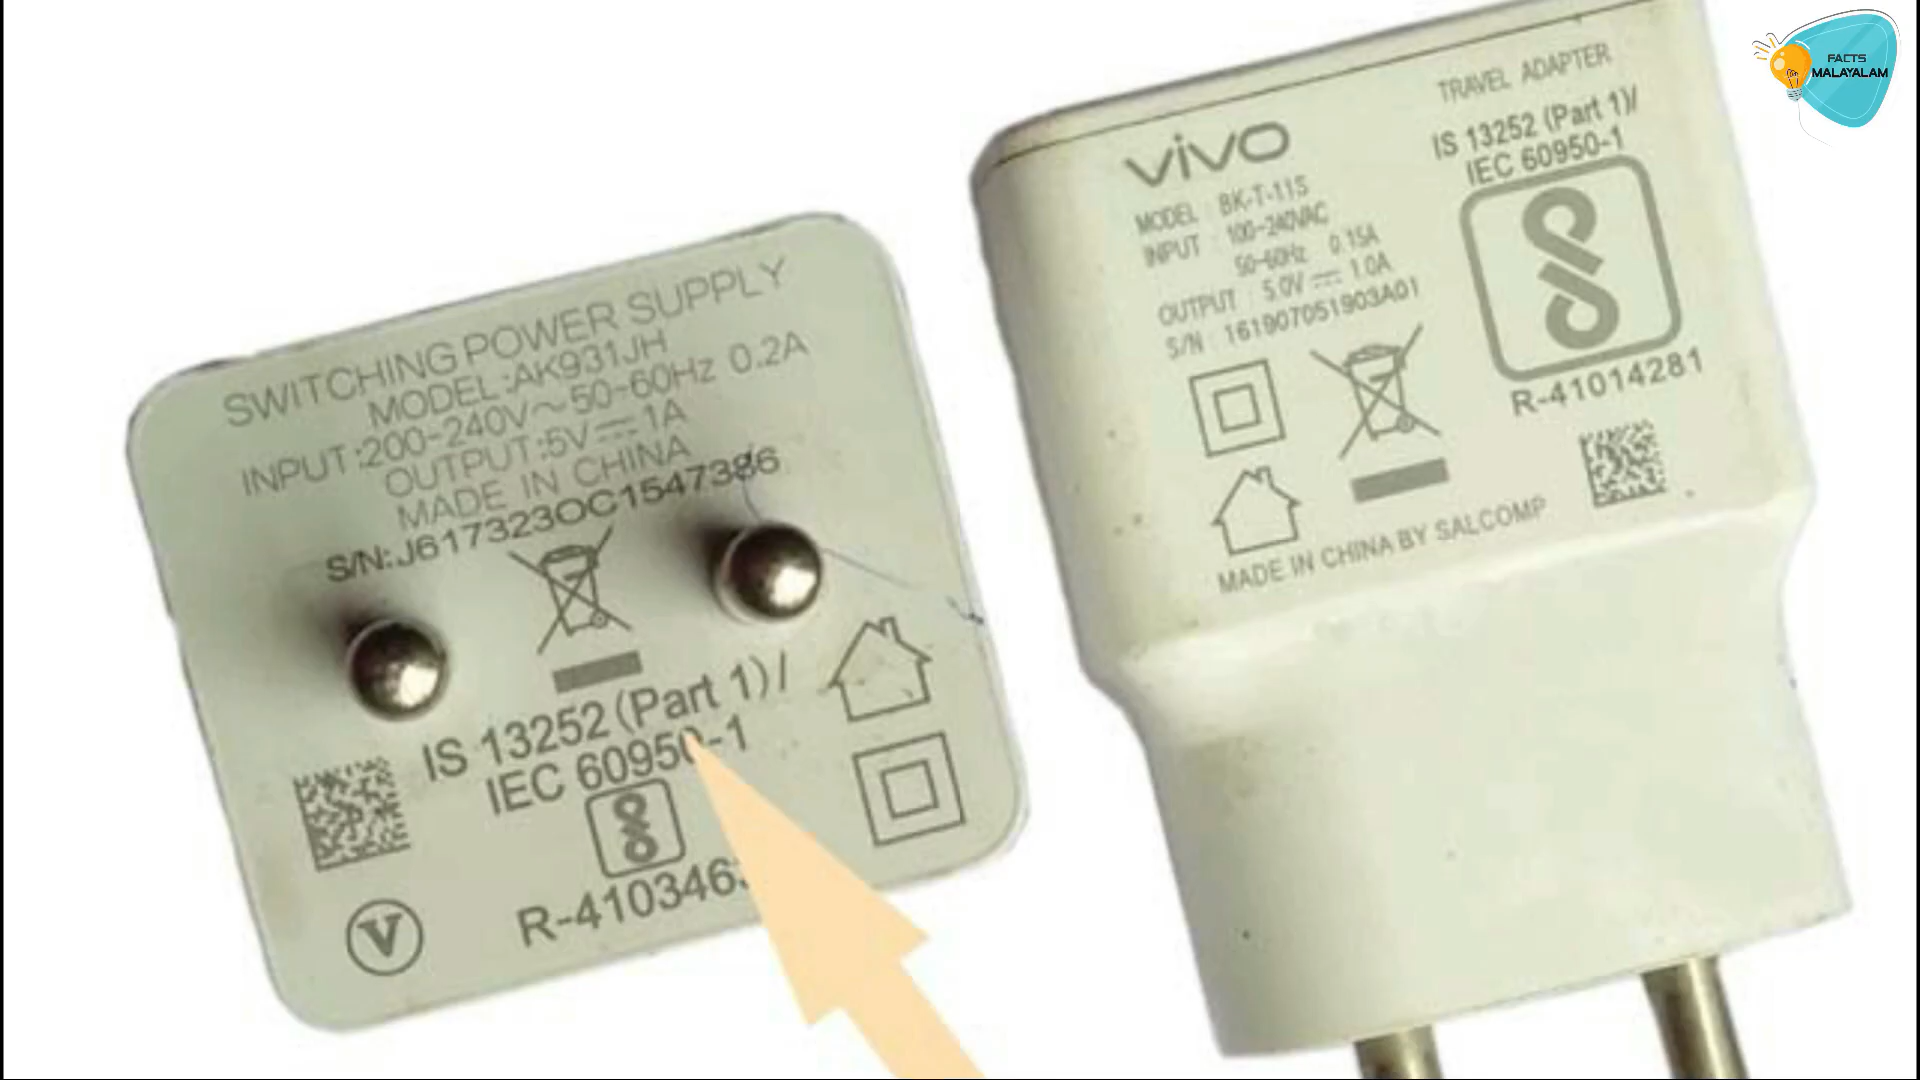 SWITCHING POWER SUPPLY
MODEL:AK931JH
INPUT:200-240V~50-60Hz 0.2A
OUTPUT:5V⎓1A
MADE IN CHINA
S/N:J617323OC1547386
IS 13252 (Part 1)/
IEC 60950-1
V
vivo
MODEL : BK-T-11S
INPUT : 100-240VAC
50-60Hz 0.15A
OUTPUT : 5.0V⎓1.0A
S/N : 161907051903A01
TRAVEL ADAPTER
IS 13252 (Part 1)/
IEC 60950-1
R-41014281
MADE IN CHINA BY SALCOMP
FACTS
MALAYALAM